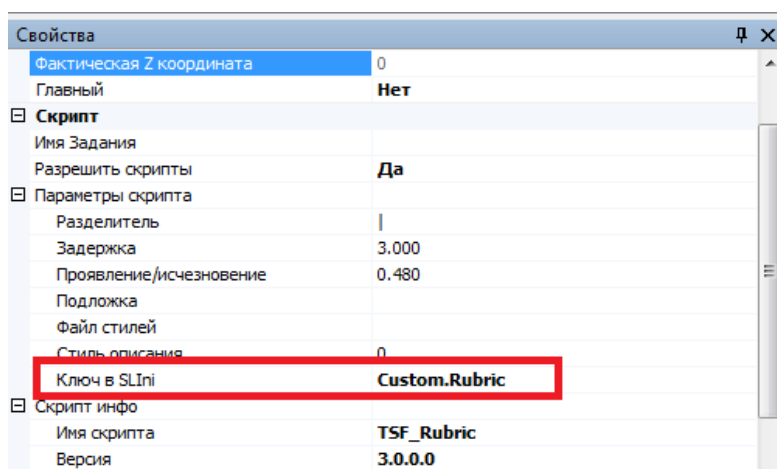 Свойства
Фактическая Z координата 0
Главный Нет
Скрипт
Имя Задания
Разрешить скрипты Да
Параметры скрипта
Разделитель |
Задержка 3.000
Проявление/исчезновение 0.480
Подложка
Файл стилей
Стиль описания 0
Ключ в SLIni Custom.Rubric
Скрипт инфо
Имя скрипта TSF_Rubric
Версия 3.0.0.0